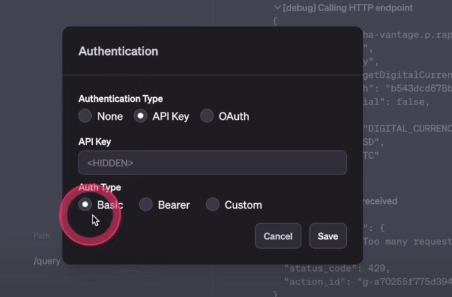 [debug] Calling HTTP endpoint
{
ha-vantage.p.rap
",
y",
getDigitalCurren
h": "b543dcd678b
ial": false,
"DIGITAL_CURRENC
SD",
TC"
received
": {
Too many request
"status_code": 429,
"action_id": "g-a70255f775d394
}
Authentication
Authentication Type
None
API Key
OAuth
API Key
<HIDDEN>
Auth Type
Basic
Bearer
Custom
Cancel
Save
Path
/query